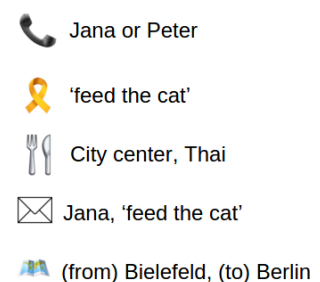 Jana or Peter
‘feed the cat’
City center, Thai
Jana, ‘feed the cat’
(from) Bielefeld, (to) Berlin